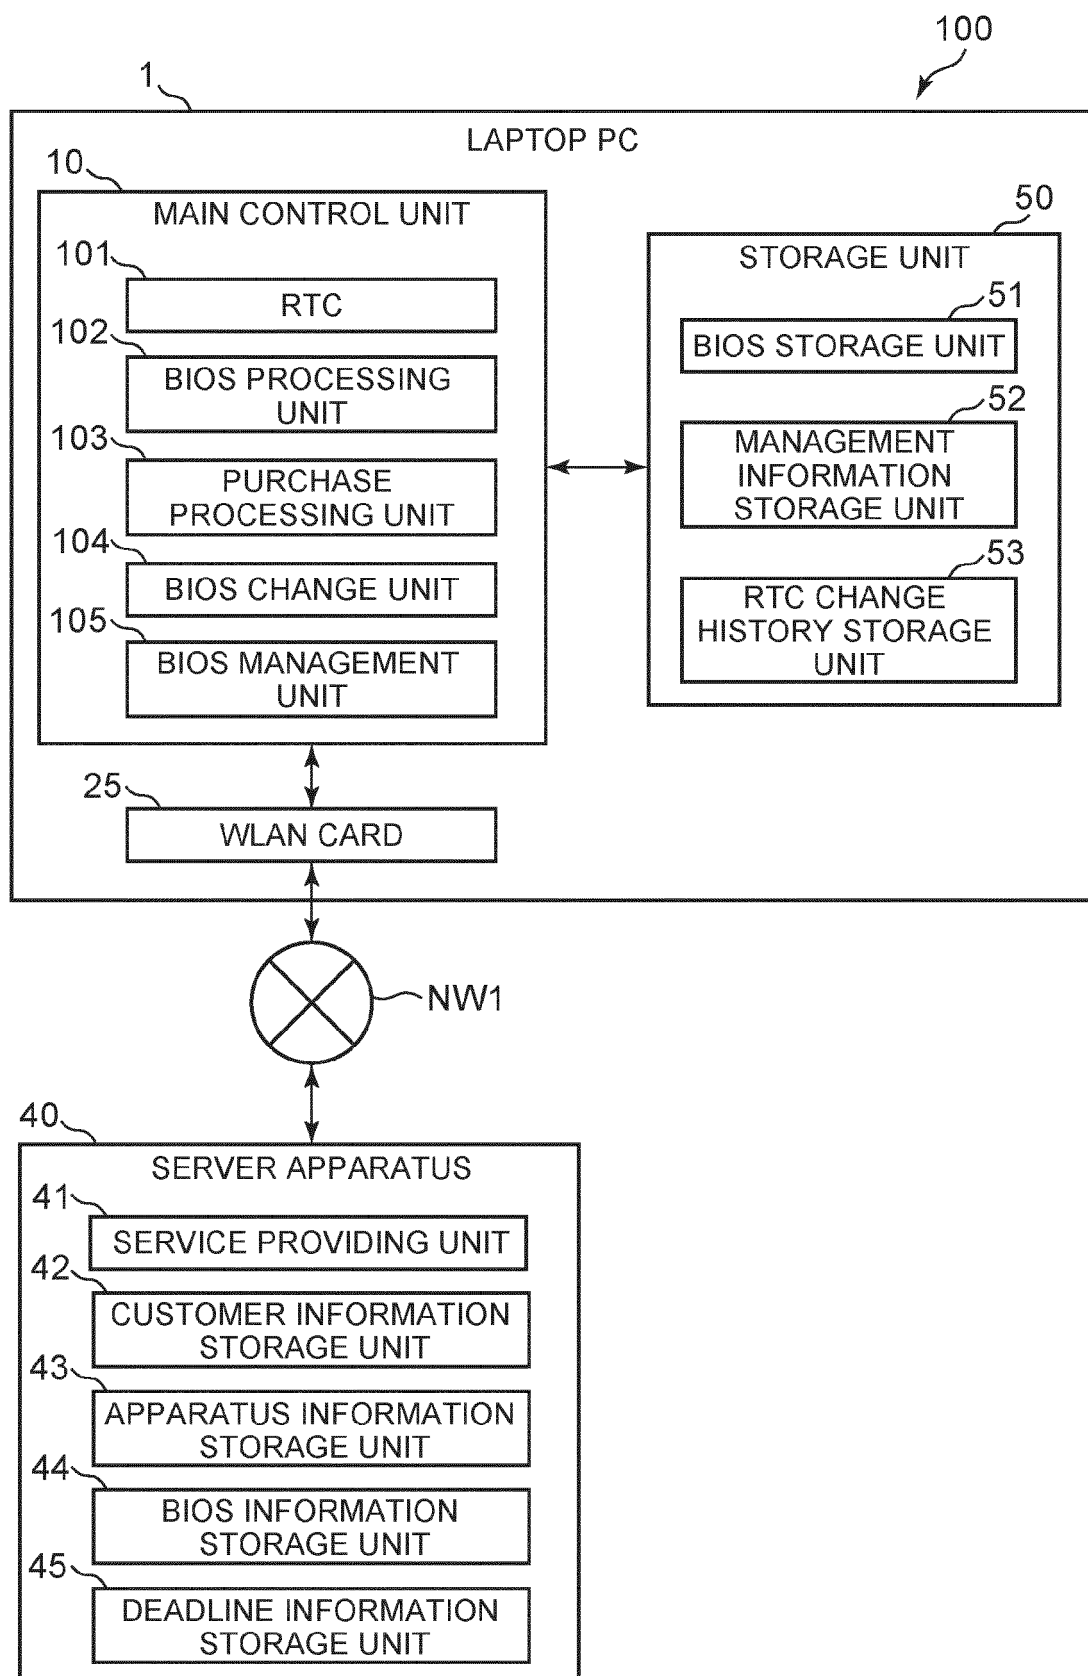 100
1
LAPTOP PC
10
MAIN CONTROL UNIT
101
RTC
102
BIOS PROCESSING
UNIT
103
PURCHASE
PROCESSING UNIT
104
BIOS CHANGE UNIT
105
BIOS MANAGEMENT
UNIT
50
STORAGE UNIT
51
BIOS STORAGE UNIT
52
MANAGEMENT
INFORMATION
STORAGE UNIT
53
RTC CHANGE
HISTORY STORAGE
UNIT
25
WLAN CARD
NW1
40
SERVER APPARATUS
41
SERVICE PROVIDING UNIT
42
CUSTOMER INFORMATION
STORAGE UNIT
43
APPARATUS INFORMATION
STORAGE UNIT
44
BIOS INFORMATION
STORAGE UNIT
45
DEADLINE INFORMATION
STORAGE UNIT